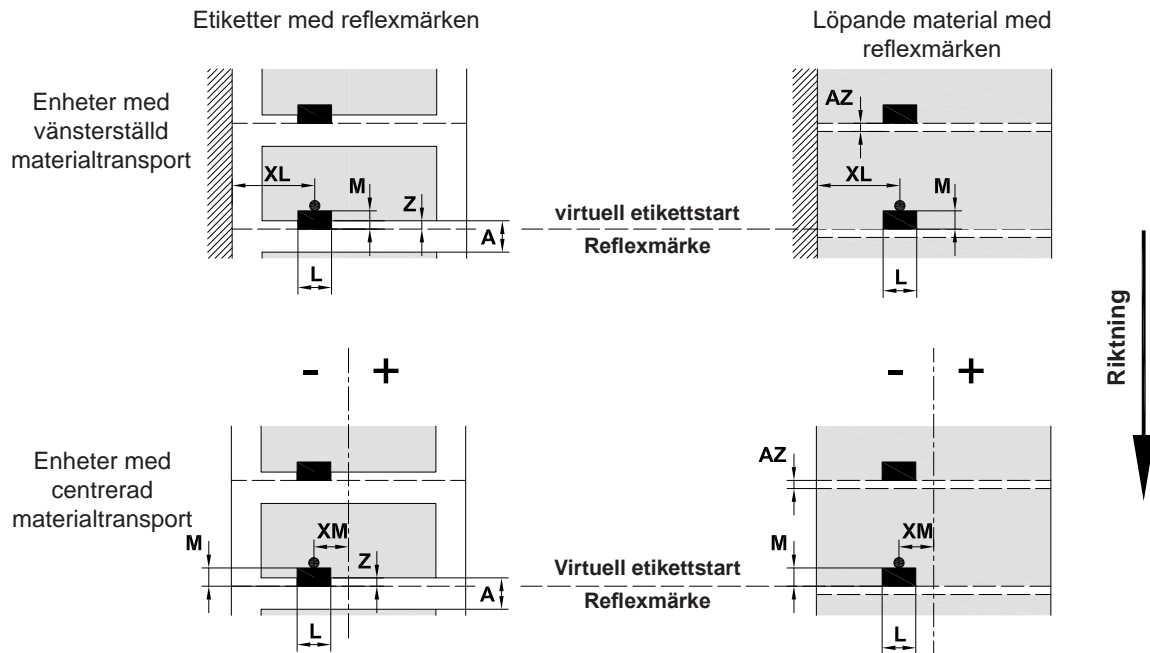 Etiketter med reflexmärken
Löpande material med
reflexmärken
Enheter med
vänsterställd
materialtransport
XL
M
Z
A
L
virtuell etikettstart
Reflexmärke
AZ
XL
M
L
Riktning
- +
- +
Enheter med
centrerad
materialtransport
M
XM
Z
A
L
Virtuell etikettstart
Reflexmärke
AZ
XM
M
L